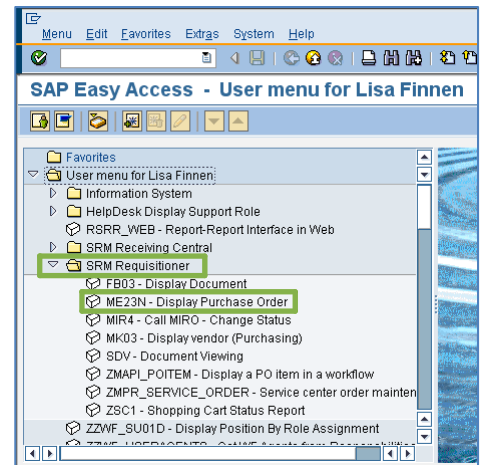 Menu Edit Favorites Extras System Help
SAP Easy Access - User menu for Lisa Finnen
Favorites
User menu for Lisa Finnen
Information System
HelpDesk Display Support Role
RSRR_WEB - Report-Report Interface in Web
SRM Receiving Central
SRM Requisitioner
FB03 - Display Document
ME23N - Display Purchase Order
MIR4 - Call MIRO - Change Status
MK03 - Display vendor (Purchasing)
SDV - Document Viewing
ZMAPI_POITEM - Display a PO item in a workflow
ZMPR_SERVICE_ORDER - Service center order mainten
ZSC1 - Shopping Cart Status Report
ZZWF_SU01D - Display Position By Role Assignment